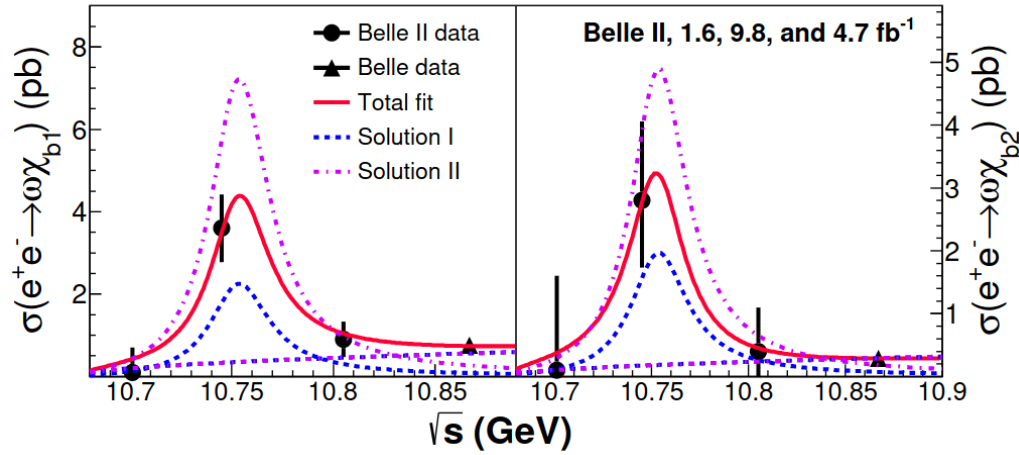 σ(e⁺e⁻→ωχ_b1) (pb)
8
6
4
2
Belle II data
Belle data
Total fit
Solution I
Solution II
10.7
10.75
10.8
10.85
Belle II, 1.6, 9.8, and 4.7 fb⁻¹
5
4
3
2
1
σ(e⁺e⁻→ωχ_b2) (pb)
10.7
10.75
10.8
10.85
10.9
√s (GeV)